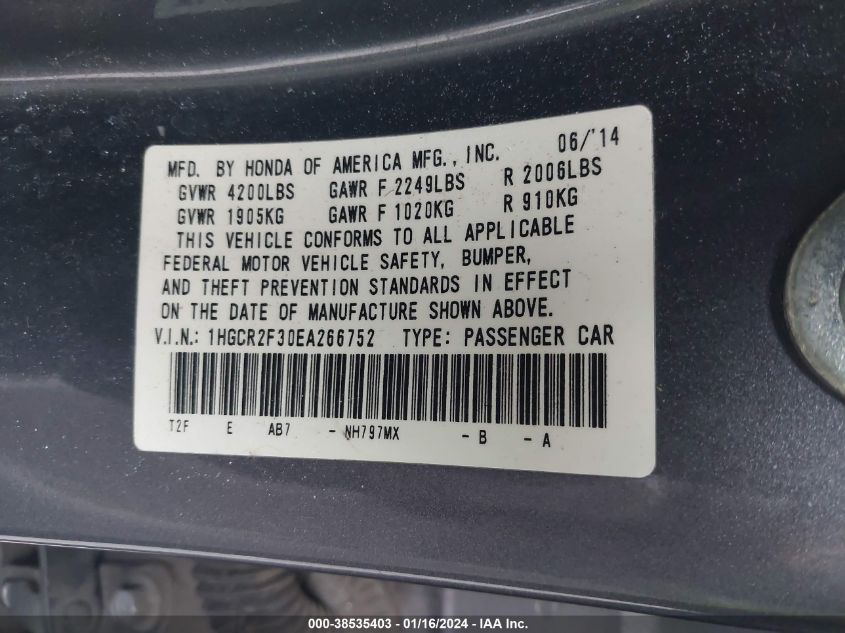 06/'14
MFD. BY HONDA OF AMERICA MFG., INC.
GVWR 4200LBS GAWR F 2249LBS R 2006LBS
GVWR 1905KG GAWR F 1020KG R 910KG
THIS VEHICLE CONFORMS TO ALL APPLICABLE
FEDERAL MOTOR VEHICLE SAFETY, BUMPER,
AND THEFT PREVENTION STANDARDS IN EFFECT
ON THE DATE OF MANUFACTURE SHOWN ABOVE.
V.I.N.: 1HGCR2F30EA266752 TYPE: PASSENGER CAR
T2F E AB7 - NH797MX - B - A
000-38535403 - 01/16/2024 - IAA Inc.